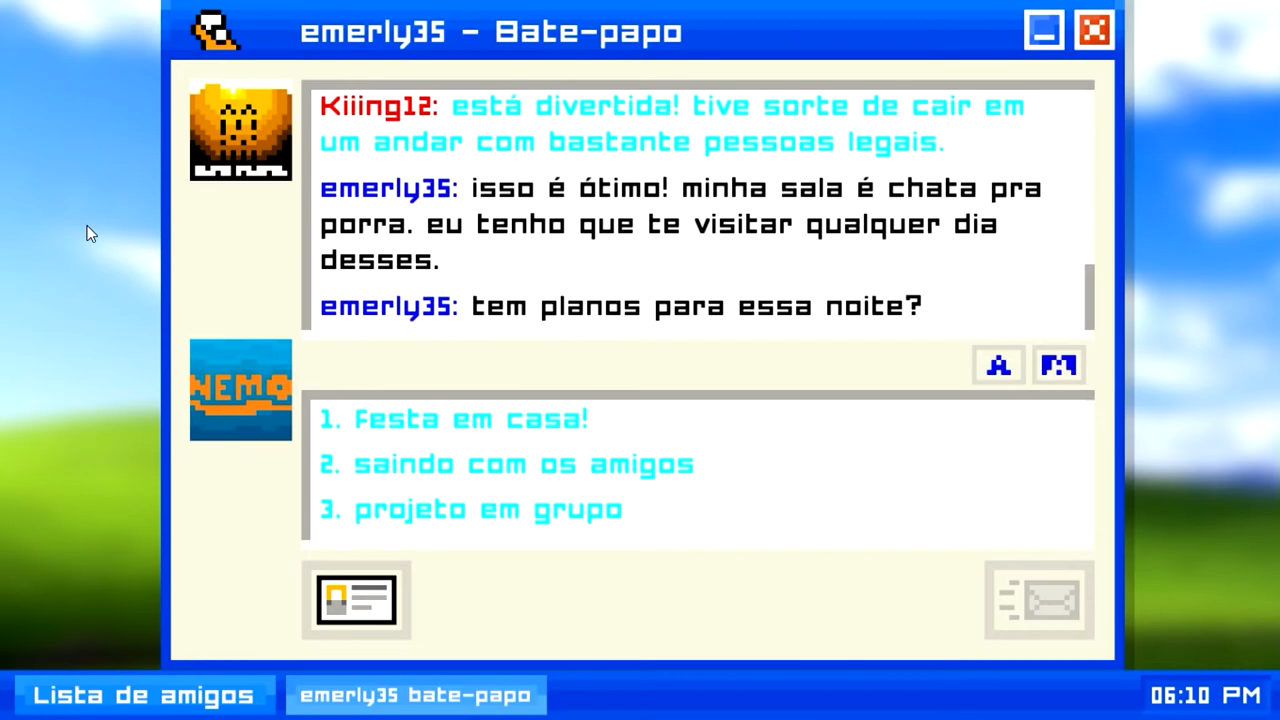 emerly35 - Bate-papo
Kiiing12: está divertida! tive sorte de cair em
um andar com bastante pessoas legais.
emerly35: isso é ótimo! minha sala é chata pra
porra. eu tenho que te visitar qualquer dia
desses.
emerly35: tem planos para essa noite?
NEMO
A
1. Festa em casa!
2. saindo com os amigos
3. projeto em grupo
Lista de amigos
emerly35 bate-papo
06:10 PM